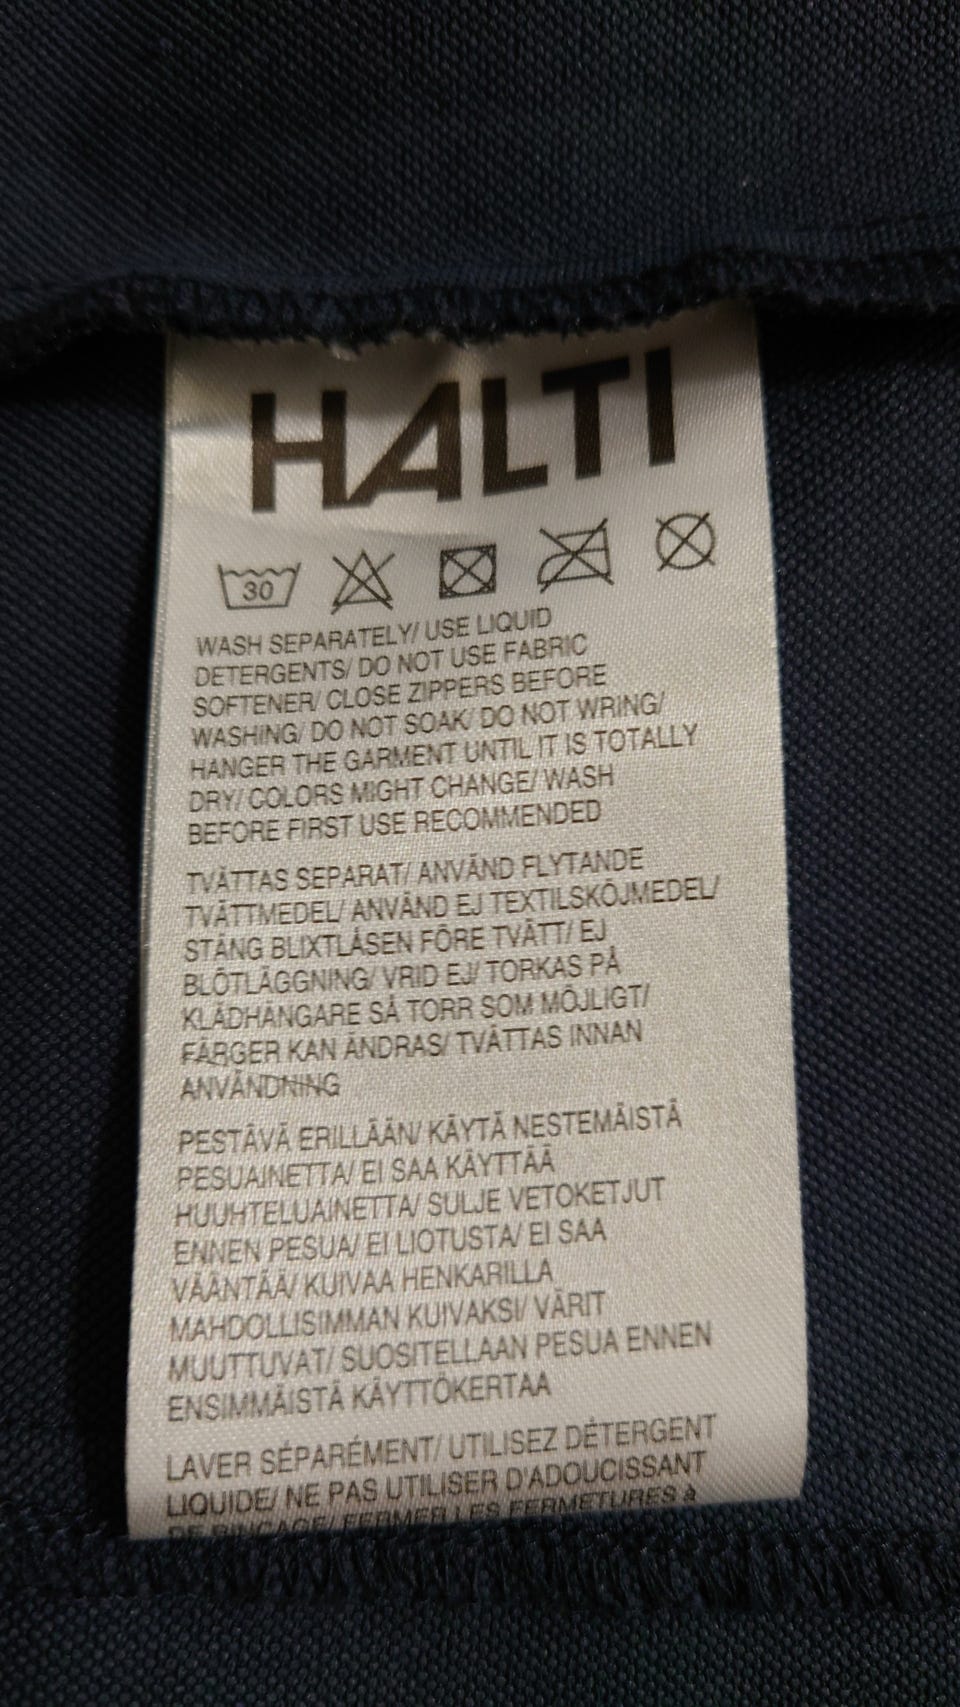 HALTI
30
WASH SEPARATELY/ USE LIQUID
DETERGENTS/ DO NOT USE FABRIC
SOFTENER/ CLOSE ZIPPERS BEFORE
WASHING/ DO NOT SOAK/ DO NOT WRING/
HANGER THE GARMENT UNTIL IT IS TOTALLY
DRY/ COLORS MIGHT CHANGE/ WASH
BEFORE FIRST USE RECOMMENDED
TVÄTTAS SEPARAT/ ANVÄND FLYTANDE
TVÄTTMEDEL/ ANVÄND EJ TEXTILSKÖJMEDEL/
STÄNG BLIXTLÅSEN FÖRE TVÄTT/ EJ
BLÖTLÄGGNING/ VRID EJ/ TORKAS PÅ
KLÄDHÄNGARE SÅ TORR SOM MÖJLIGT/
FÄRGER KAN ÄNDRAS/ TVÄTTAS INNAN
ANVÄNDNING
PESTÄVÄ ERILLÄÄN/ KÄYTÄ NESTEMÄISTÄ
PESUAINETTA/ EI SAA KÄYTTÄÄ
HUUHTELUAINETTA/ SULJE VETOKETJUT
ENNEN PESUA/ EI LIOTUSTA/ EI SAA
VÄÄNTÄÄ/ KUIVAA HENKARILLA
MAHDOLLISIMMAN KUIVAKSI/ VÄRIT
MUUTTUVAT/ SUOSITELLAAN PESUA ENNEN
ENSIMMÄISTÄ KÄYTTÖKERTAA
LAVER SÉPARÉMENT/ UTILISEZ DÉTERGENT
LIQUIDE/ NE PAS UTILISER D'ADOUCISSANT
DE RINÇAGE/ FERMER LES FERMETURES à